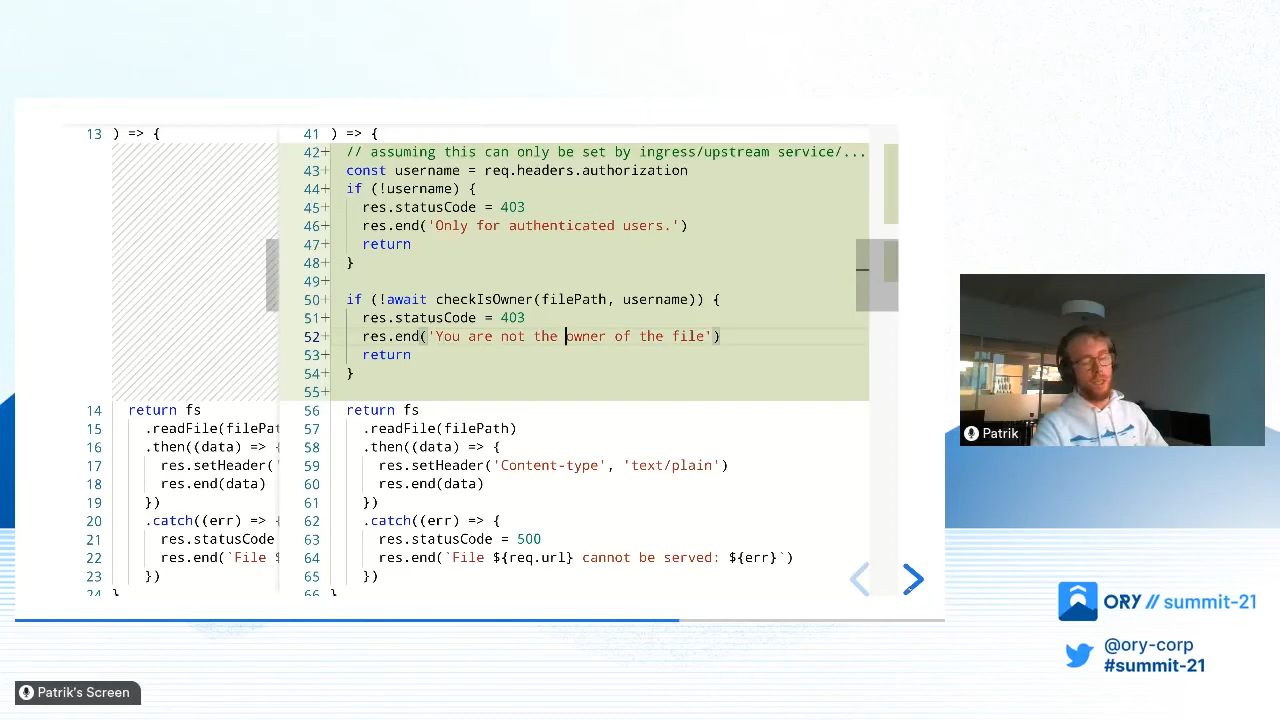 13 ) => {
14 return fs
15 .readFile(filePat
16 .then((data) => {
17 res.setHeader('
18 res.end(data)
19 })
20 .catch((err) => {
21 res.statusCode
22 res.end(`File $
23 })
24 }
41 ) => {
42+ // assuming this can only be set by ingress/upstream service/...
43+ const username = req.headers.authorization
44+ if (!username) {
45+ res.statusCode = 403
46+ res.end('Only for authenticated users.')
47+ return
48+ }
49+
50+ if (!await checkIsOwner(filePath, username)) {
51+ res.statusCode = 403
52+ res.end('You are not the owner of the file')
53+ return
54+ }
55+
56 return fs
57 .readFile(filePath)
58 .then((data) => {
59 res.setHeader('Content-type', 'text/plain')
60 res.end(data)
61 })
62 .catch((err) => {
63 res.statusCode = 500
64 res.end(`File ${req.url} cannot be served: ${err}`)
65 })
66 }
Patrik
ORY // summit-21
@ory-corp
#summit-21
Patrik's Screen